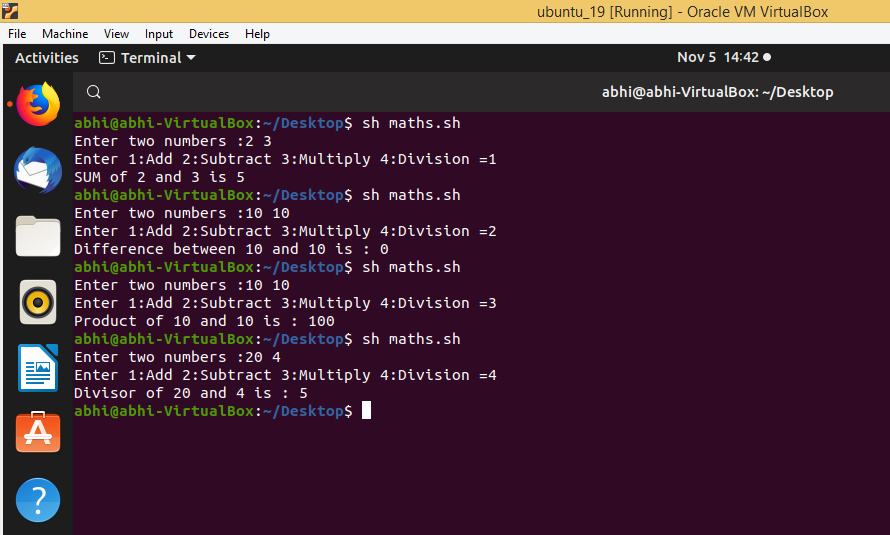 ubuntu_19 [Running] - Oracle VM VirtualBox
File Machine View Input Devices Help
Activities Terminal Nov 5 14:42
abhi@abhi-VirtualBox: ~/Desktop
abhi@abhi-VirtualBox:~/Desktop$ sh maths.sh
Enter two numbers :2 3
Enter 1:Add 2:Subtract 3:Multiply 4:Division =1
SUM of 2 and 3 is 5
abhi@abhi-VirtualBox:~/Desktop$ sh maths.sh
Enter two numbers :10 10
Enter 1:Add 2:Subtract 3:Multiply 4:Division =2
Difference between 10 and 10 is : 0
abhi@abhi-VirtualBox:~/Desktop$ sh maths.sh
Enter two numbers :10 10
Enter 1:Add 2:Subtract 3:Multiply 4:Division =3
Product of 10 and 10 is : 100
abhi@abhi-VirtualBox:~/Desktop$ sh maths.sh
Enter two numbers :20 4
Enter 1:Add 2:Subtract 3:Multiply 4:Division =4
Divisor of 20 and 4 is : 5
abhi@abhi-VirtualBox:~/Desktop$